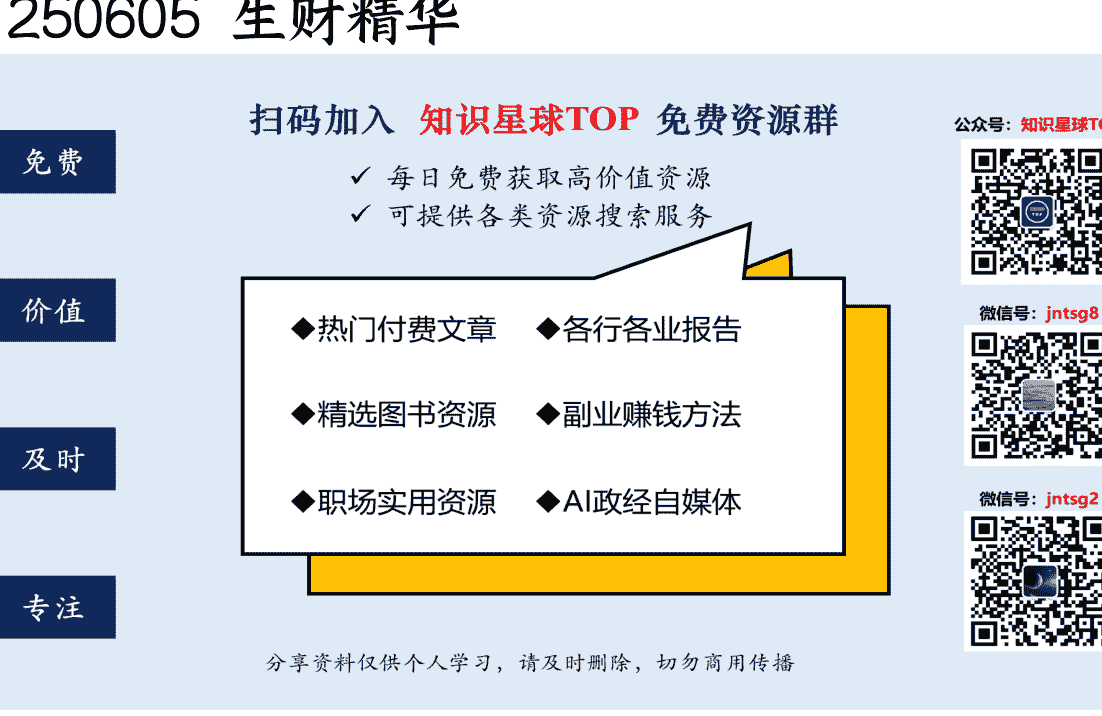 250605 生财精华
扫码加入 知识星球TOP 免费资源群
✓ 每日免费获取高价值资源
✓ 可提供各类资源搜索服务
免费
价值
及时
专注
◆热门付费文章 ◆各行各业报告
◆精选图书资源 ◆副业赚钱方法
◆职场实用资源 ◆AI政经自媒体
公众号：知识星球TO
微信号：jntsg8
微信号：jntsg2
分享资料仅供个人学习，请及时删除，切勿商用传播